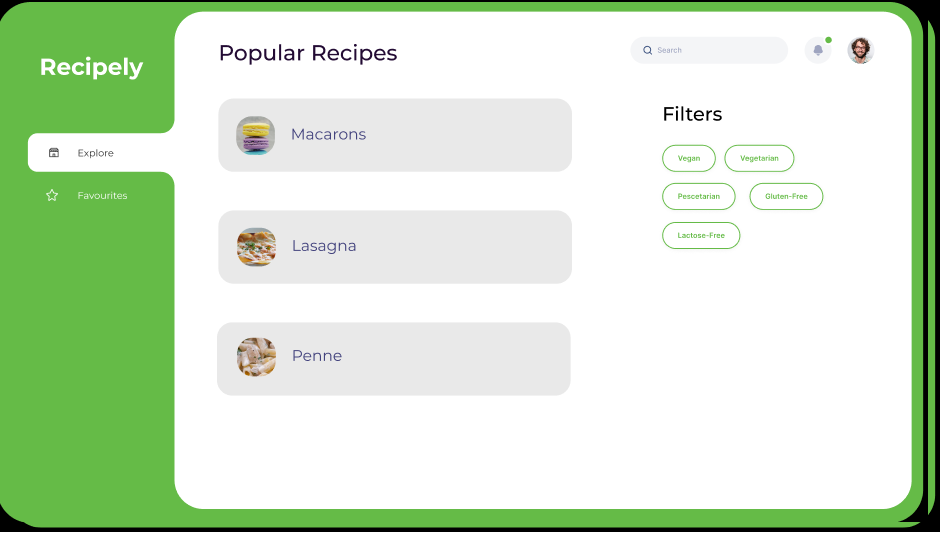 Recipely
Explore
Favourites
Popular Recipes
Search
Macarons
Lasagna
Penne
Filters
Vegan Vegetarian
Pescetarian Gluten-Free
Lactose-Free